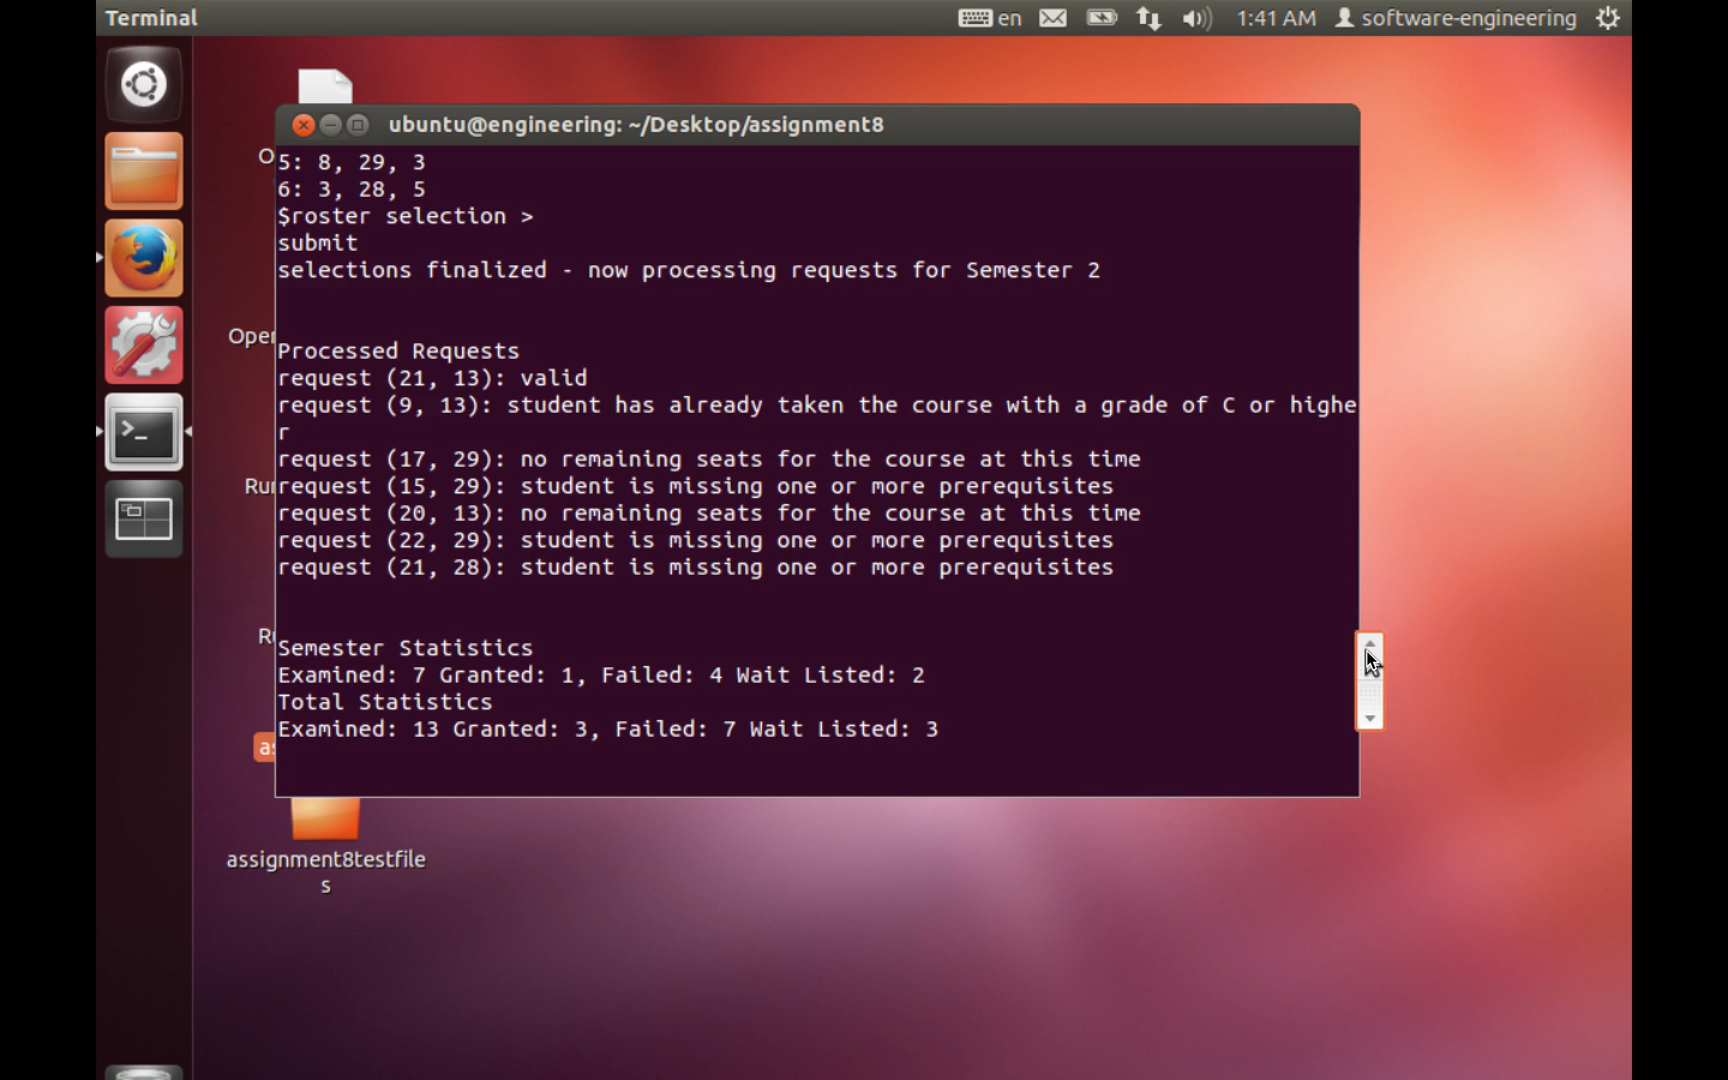 Terminal
en
1:41 AM
software-engineering
ubuntu@engineering: ~/Desktop/assignment8
5: 8, 29, 3
6: 3, 28, 5
$roster selection >
submit
selections finalized - now processing requests for Semester 2
Processed Requests
request (21, 13): valid
request (9, 13): student has already taken the course with a grade of C or highe
r
request (17, 29): no remaining seats for the course at this time
request (15, 29): student is missing one or more prerequisites
request (20, 13): no remaining seats for the course at this time
request (22, 29): student is missing one or more prerequisites
request (21, 28): student is missing one or more prerequisites
Semester Statistics
Examined: 7 Granted: 1, Failed: 4 Wait Listed: 2
Total Statistics
Examined: 13 Granted: 3, Failed: 7 Wait Listed: 3
assignment8testfile
s